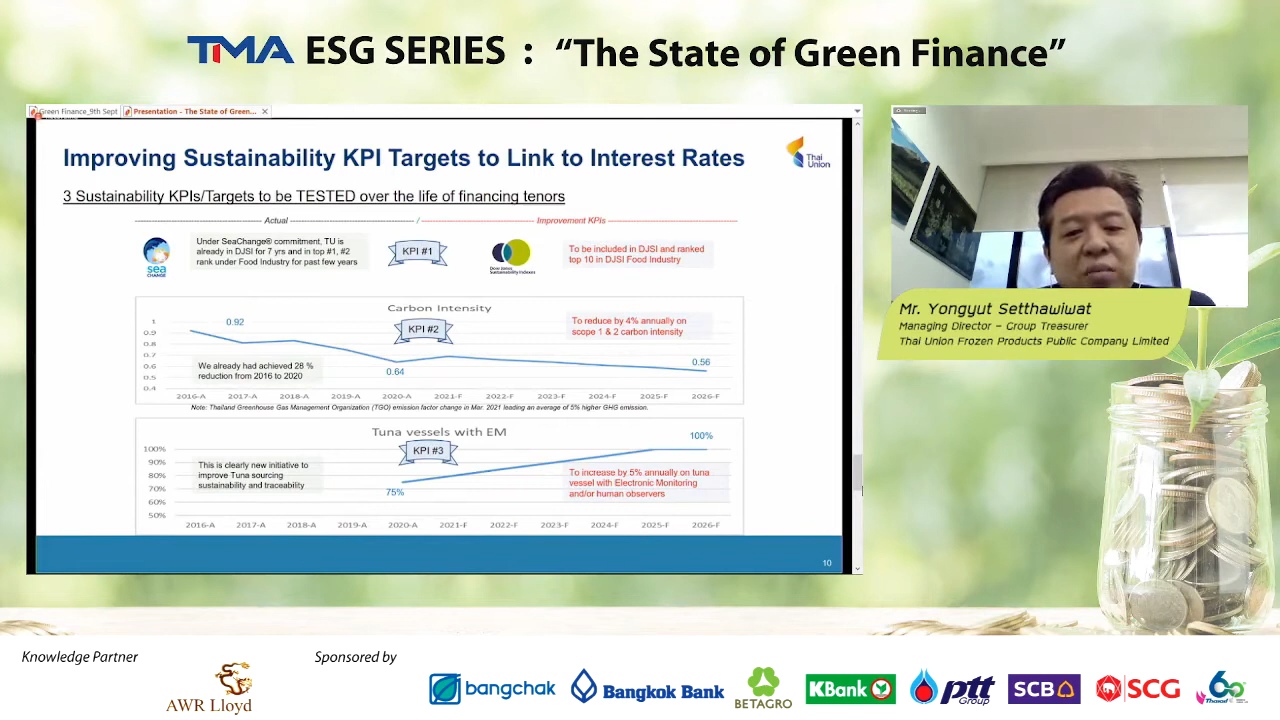 TMA ESG SERIES : “The State of Green Finance”
Green Finance_9th Sept
Presentation - The State of Green...
Improving Sustainability KPI Targets to Link to Interest Rates
Thai
Union
3 Sustainability KPIs/Targets to be TESTED over the life of financing tenors
Actual / Improvement KPIs
sea
CHANGE
Under SeaChange® commitment, TU is
already in DJSI for 7 yrs and in top #1, #2
rank under Food Industry for past few years
KPI #1
Dow Jones
Sustainability Indexes
To be included in DJSI and ranked
top 10 in DJSI Food Industry
Carbon Intensity
KPI #2
1
0.9
0.8
0.7
0.6
0.5
0.4
0.92
0.64
0.56
We already had achieved 28 %
reduction from 2016 to 2020
To reduce by 4% annually on
scope 1 & 2 carbon intensity
2016-A 2017-A 2018-A 2019-A 2020-A 2021-F 2022-F 2023-F 2024-F 2025-F 2026-F
Note: Thailand Greenhouse Gas Management Organization (TGO) emission factor change in Mar. 2021 leading an average of 5% higher GHG emission.
Tuna vessels with EM
KPI #3
100%
90%
80%
70%
60%
50%
75%
100%
This is clearly new initiative to
improve Tuna sourcing
sustainability and traceability
To increase by 5% annually on tuna
vessel with Electronic Monitoring
and/or human observers
2016-A 2017-A 2018-A 2019-A 2020-A 2021-F 2022-F 2023-F 2024-F 2025-F 2026-F
10
Mr. Yongyut Setthawiwat
Managing Director – Group Treasurer
Thai Union Frozen Products Public Company Limited
Knowledge Partner
AWR Lloyd
Sponsored by
bangchak
Bangkok Bank
BETAGRO
KBank
ptt
Group
SCB
SCG
60
Thasod